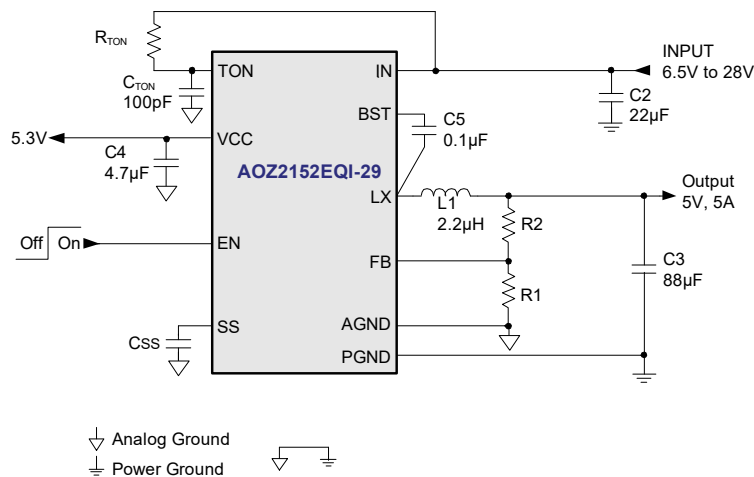 R_TON
TON
IN
INPUT
6.5V to 28V
C_TON
100pF
C2
22µF
BST
C5
0.1µF
5.3V
VCC
C4
4.7µF
AOZ2152EQI-29
LX
L1
2.2µH
Output
5V, 5A
R2
Off
On
EN
FB
C3
88µF
R1
SS
Css
AGND
PGND
Analog Ground
Power Ground